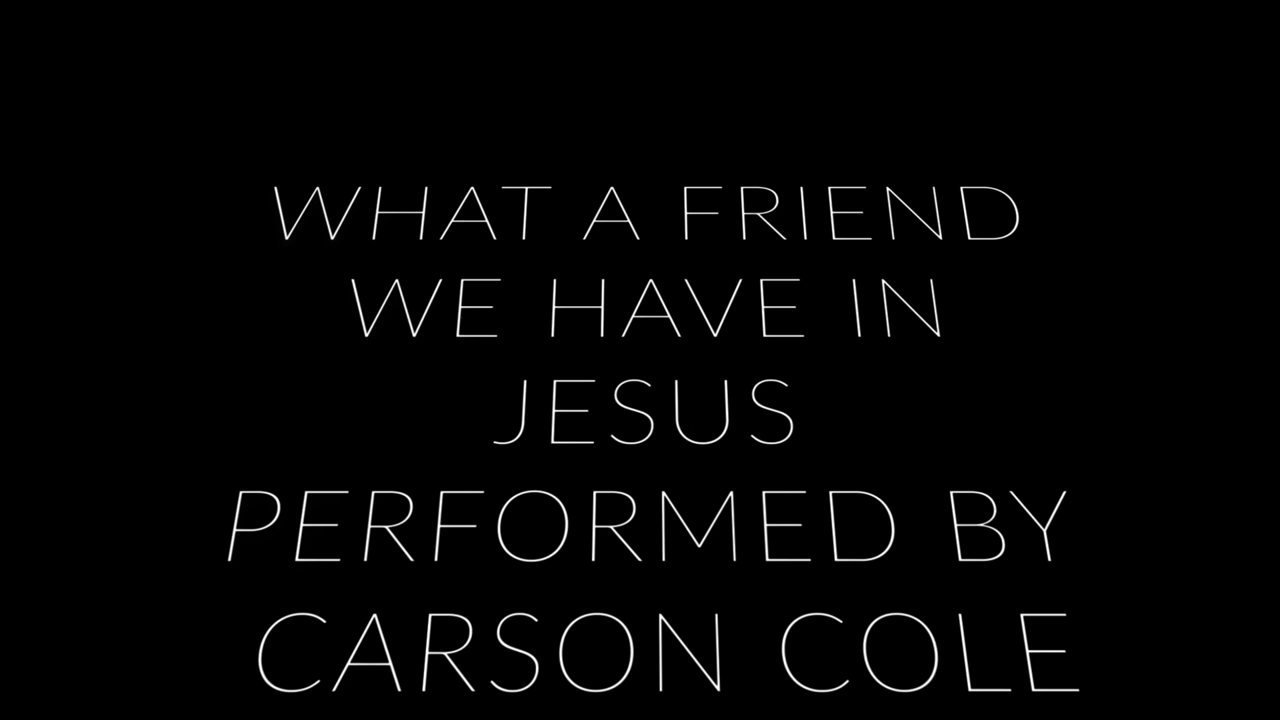 WHAT A FRIEND
WE HAVE IN
JESUS
PERFORMED BY
CARSON COLE